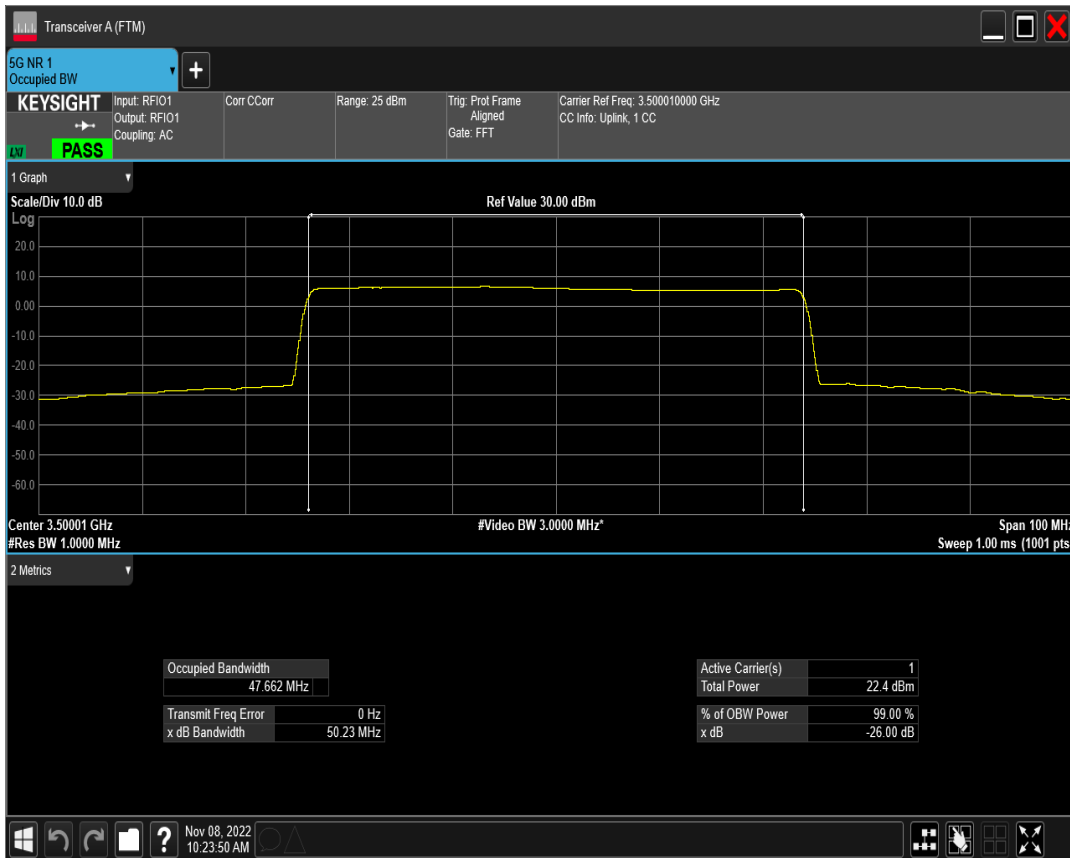 Transceiver A (FTM)
5G NR 1
Occupied BW
+
KEYSIGHT
LXI
PASS
Input: RFIO1
Output: RFIO1
Coupling: AC
Corr CCorr
Range: 25 dBm
Trig: Prot Frame
Aligned
Gate: FFT
Carrier Ref Freq: 3.500010000 GHz
CC Info: Uplink, 1 CC
1 Graph
Scale/Div 10.0 dB
Ref Value 30.00 dBm
Log
20.0
10.0
0.00
-10.0
-20.0
-30.0
-40.0
-50.0
-60.0
Center 3.50001 GHz
#Video BW 3.0000 MHz*
Span 100 MHz
#Res BW 1.0000 MHz
Sweep 1.00 ms (1001 pts
2 Metrics
Occupied Bandwidth
47.662 MHz
Transmit Freq Error 0 Hz
x dB Bandwidth 50.23 MHz
Active Carrier(s) 1
Total Power 22.4 dBm
% of OBW Power 99.00 %
x dB -26.00 dB
?
Nov 08, 2022
10:23:50 AM